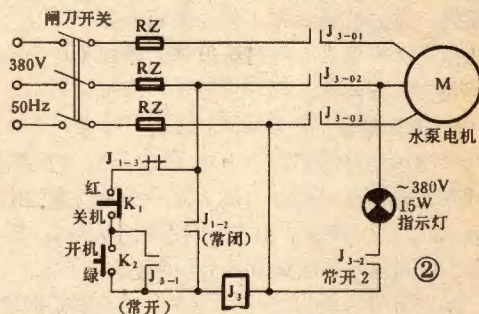 闸刀开关
RZ
J3-01
380V
RZ
J3-02
M
50Hz
RZ
J3-03
水泵电机
J1-3
红
K1
关机
J1-2
(常闭)
~380V
15W
指示灯
开机
K2
绿
J3-1
(常开)
J3
J3-2
常开2
②